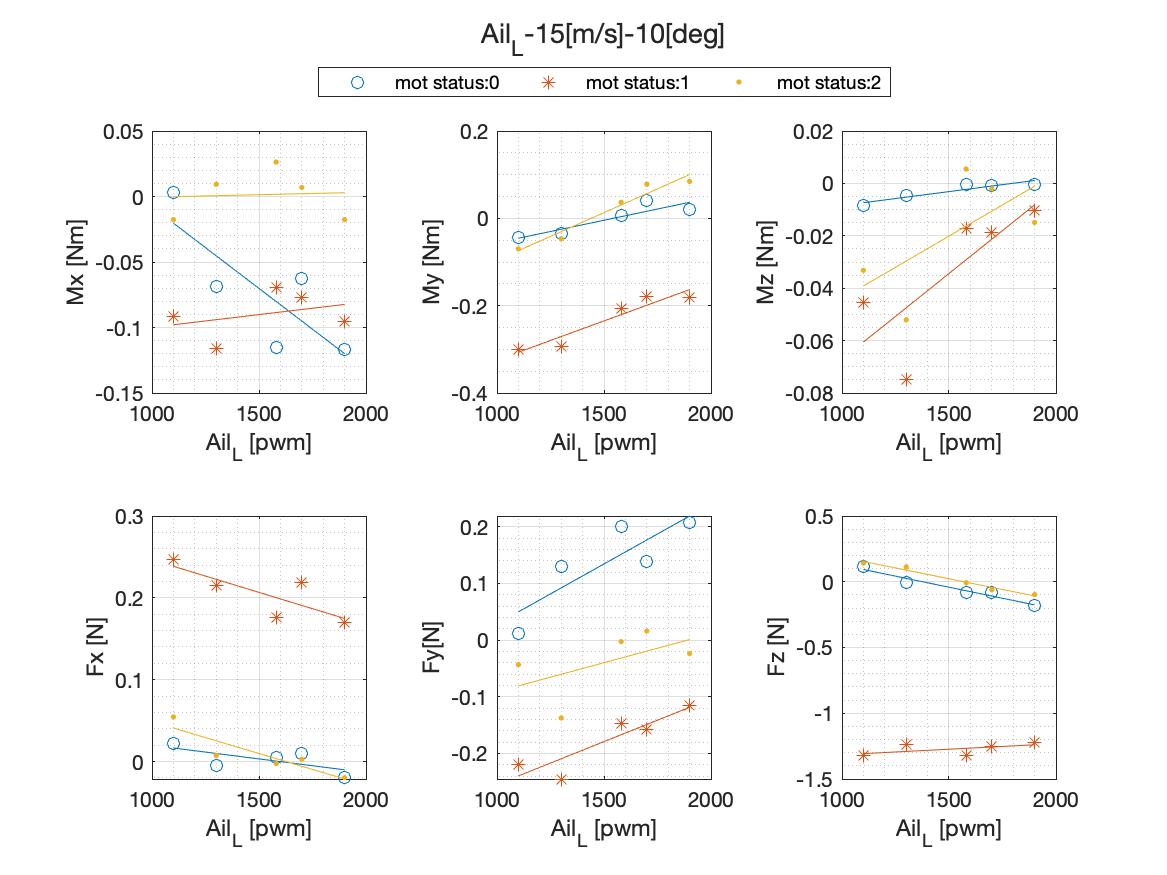 Ail_L-15[m/s]-10[deg]
mot status:0 mot status:1 mot status:2
0.05
0
-0.05
-0.1
-0.15
Mx [Nm]
1000 1500 2000
Ail_L [pwm]
0.2
0
-0.2
-0.4
My [Nm]
1000 1500 2000
Ail_L [pwm]
0.02
0
-0.02
-0.04
-0.06
-0.08
Mz [Nm]
1000 1500 2000
Ail_L [pwm]
0.3
0.2
0.1
0
Fx [N]
1000 1500 2000
Ail_L [pwm]
0.2
0.1
0
-0.1
-0.2
Fy[N]
1000 1500 2000
Ail_L [pwm]
0.5
0
-0.5
-1
-1.5
Fz [N]
1000 1500 2000
Ail_L [pwm]